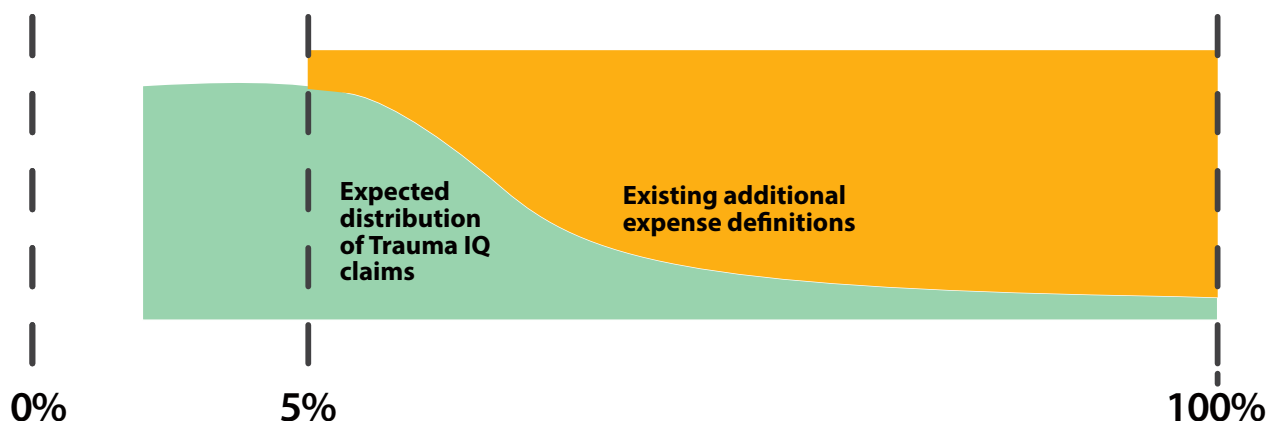 Expected
distribution
of Trauma IQ
claims
Existing additional
expense definitions
0%
5%
100%